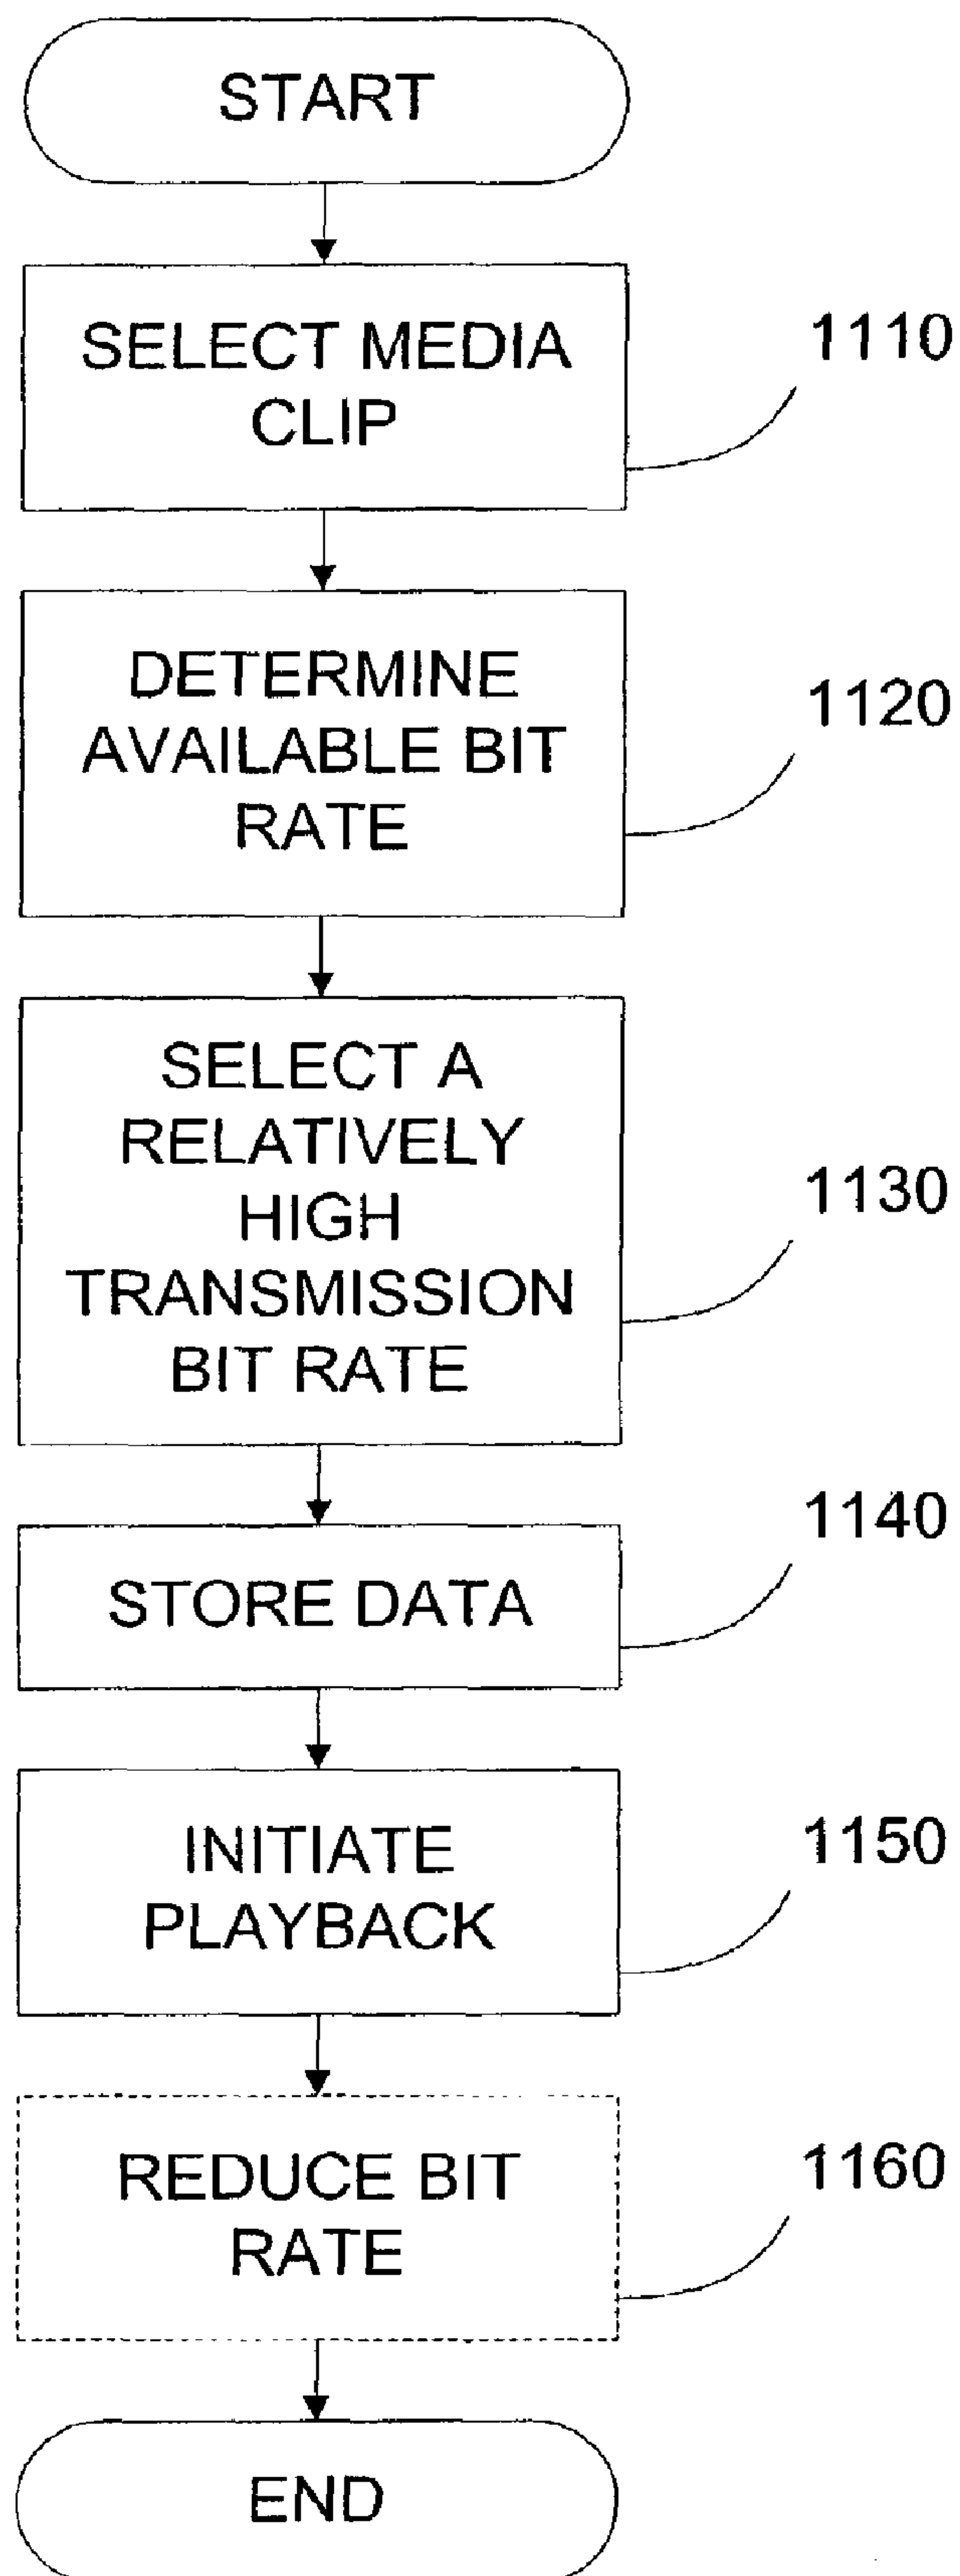 START
SELECT MEDIA
CLIP
1110
DETERMINE
AVAILABLE BIT
RATE
1120
SELECT A
RELATIVELY
HIGH
TRANSMISSION
BIT RATE
1130
STORE DATA
1140
INITIATE
PLAYBACK
1150
REDUCE BIT
RATE
1160
END